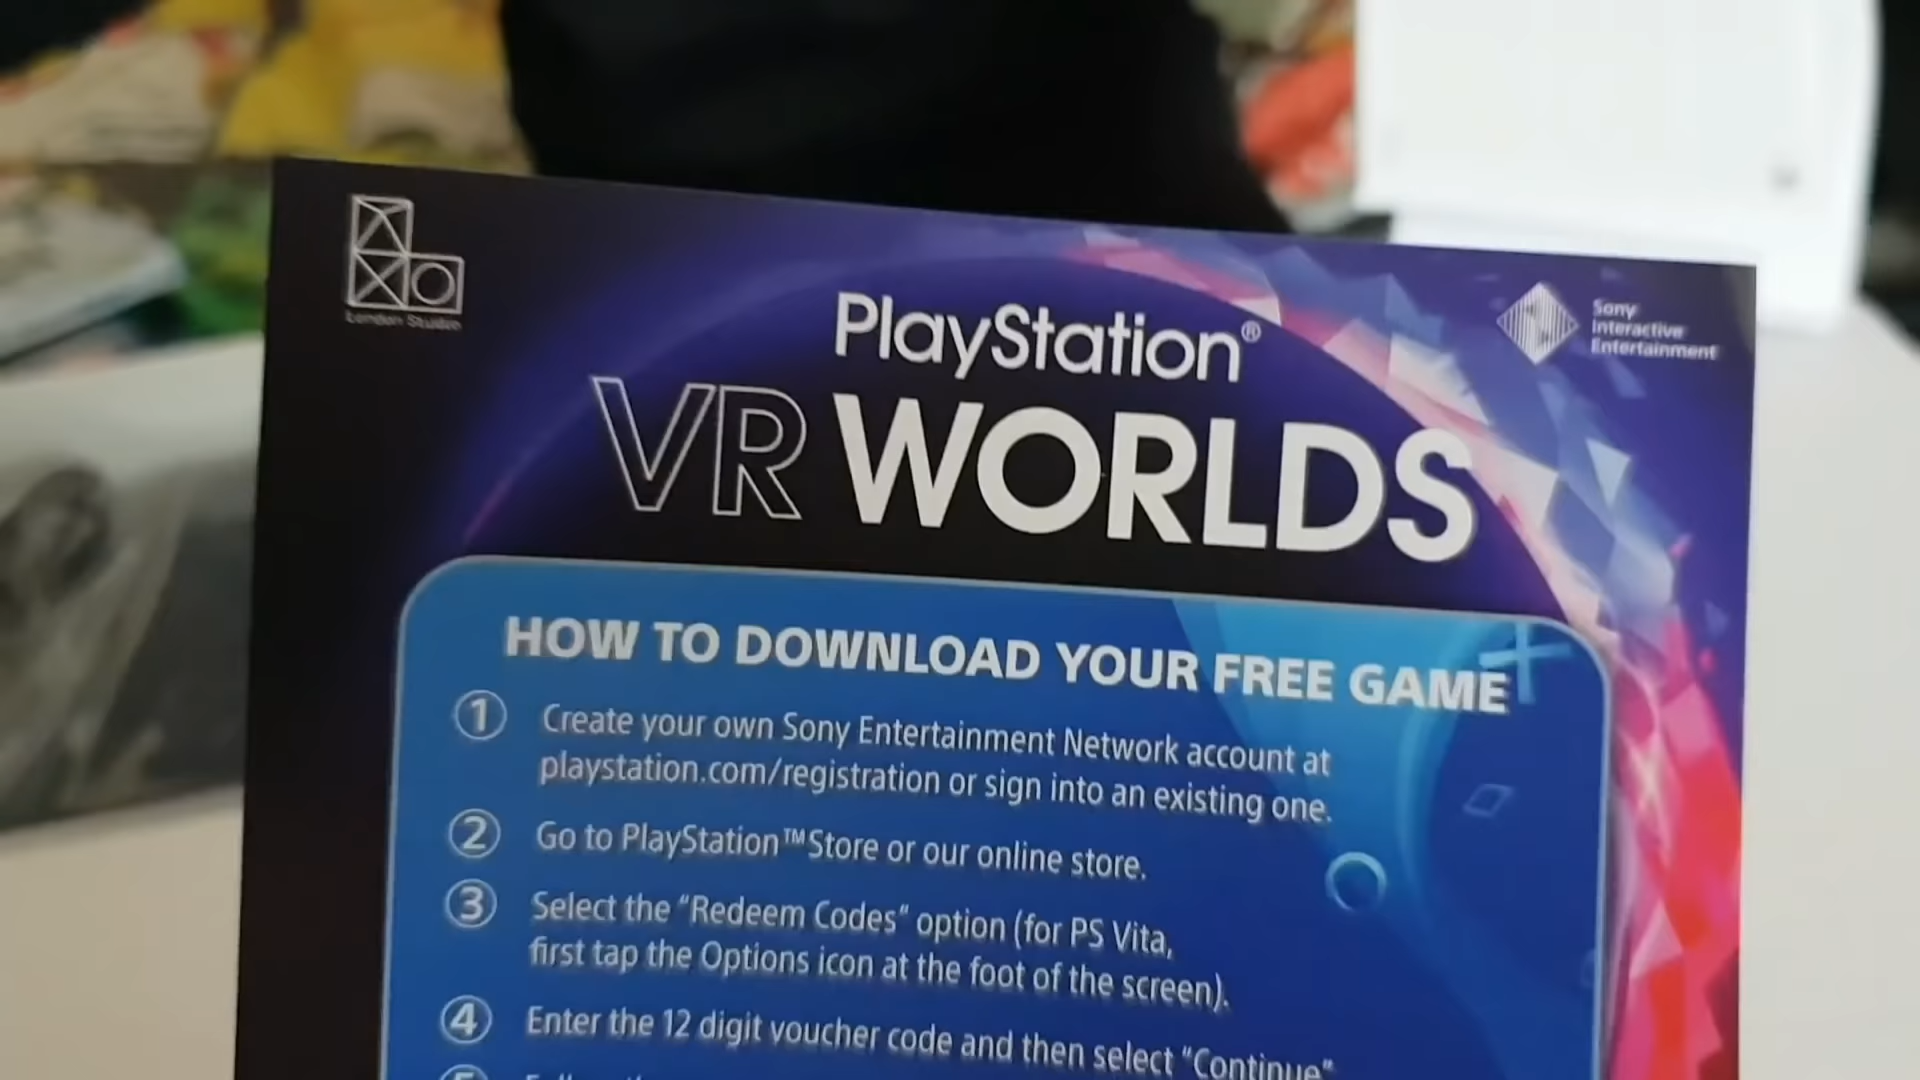 London Studio
PlayStation®
Sony
Interactive
Entertainment
VR WORLDS
HOW TO DOWNLOAD YOUR FREE GAME
1 Create your own Sony Entertainment Network account at
playstation.com/registration or sign into an existing one.
2 Go to PlayStation™Store or our online store.
3 Select the “Redeem Codes” option (for PS Vita,
first tap the Options icon at the foot of the screen).
4 Enter the 12 digit voucher code and then select “Continue”
5